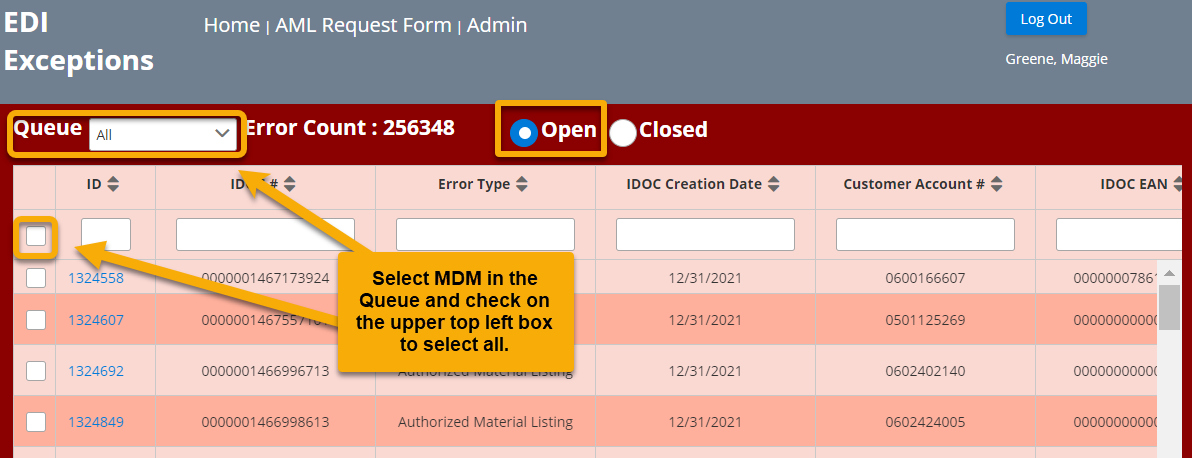 EDI
Exceptions
Home | AML Request Form | Admin
Log Out
Greene, Maggie
Queue All Error Count : 256348 Open Closed
ID # Error Type IDOC Creation Date Customer Account # IDOC EAN
Select MDM in the
Queue and check on
the upper top left box
to select all.
1324558 0000001467173924 12/31/2021 0600166607
1324607 12/31/2021 0501125269
1324692 0000001466996713 Authorized Material Listing 12/31/2021 0602402140
1324849 0000001466998613 Authorized Material Listing 12/31/2021 0602424005